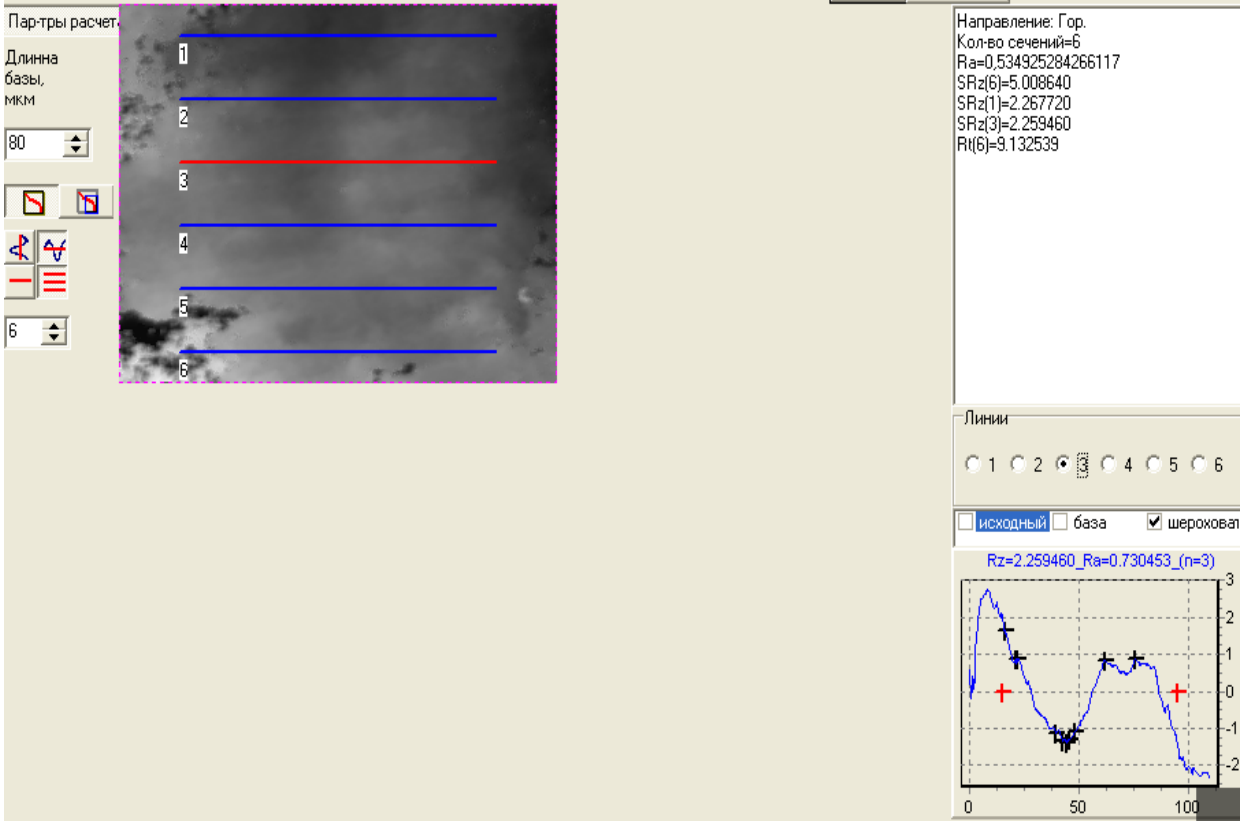 Пар-тры расчет
Длинна
базы,
мкм
80
6
1
2
3
4
5
6
Направление: Гор.
Кол-во сечений=6
Ra=0,534925284266117
SRz(6)=5.008640
SRz(1)=2.267720
SRz(3)=2.259460
Rt(6)=9.132539
Линии
1 2 3 4 5 6
исходный база шероховат
Rz=2.259460_Ra=0.730453_(n=3)
3
2
1
0
-1
-2
0 50 100